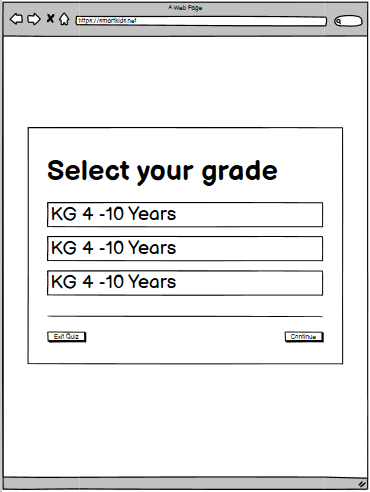 A Web Page
https://smartkids.net
Select your grade
KG 4 -10 Years
KG 4 -10 Years
KG 4 -10 Years
Exit Quiz
Continue